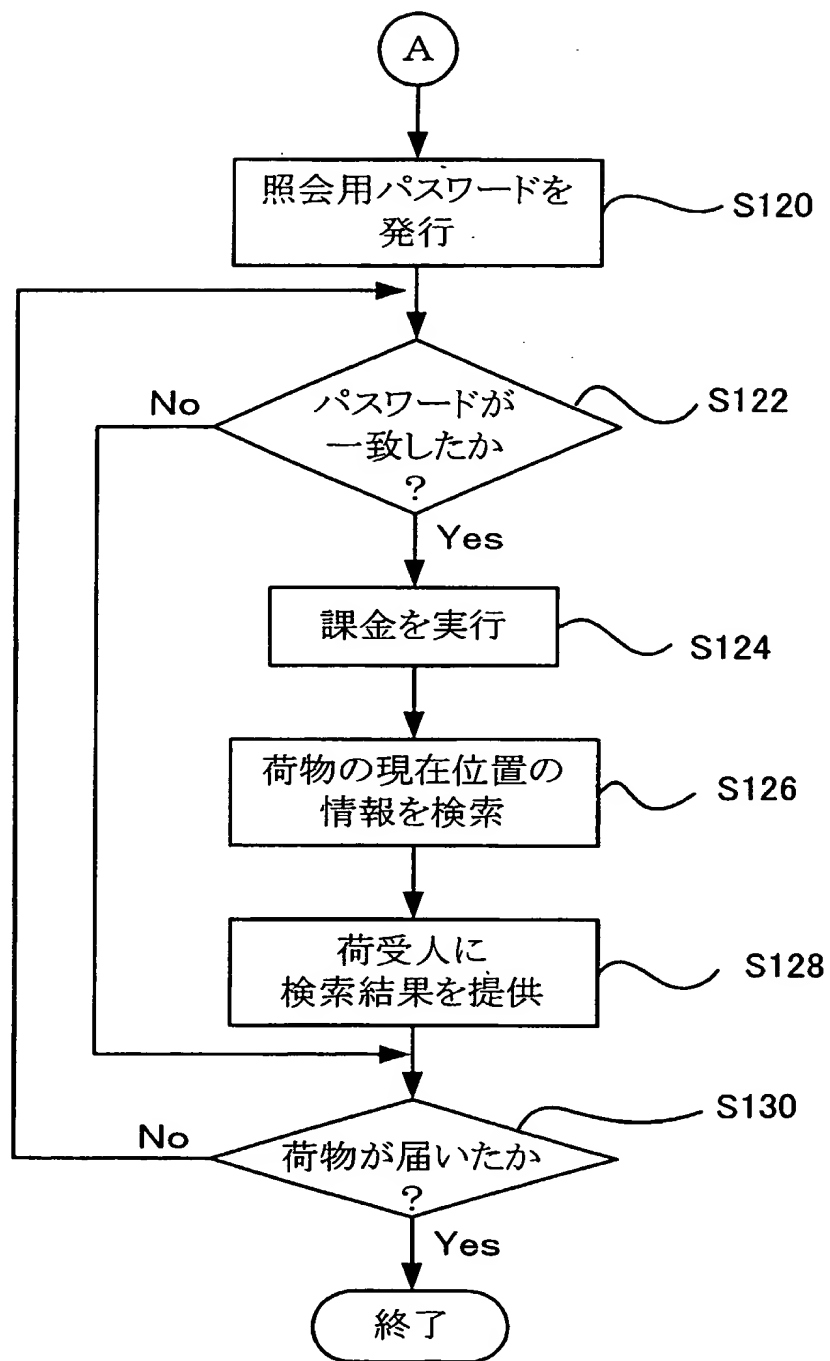 A
照会用パスワードを
発行
S120
パスワードが
一致したか
?
S122
No
Yes
課金を実行
S124
荷物の現在位置の
情報を検索
S126
荷受人に
検索結果を提供
S128
荷物が届いたか
?
S130
No
Yes
終了